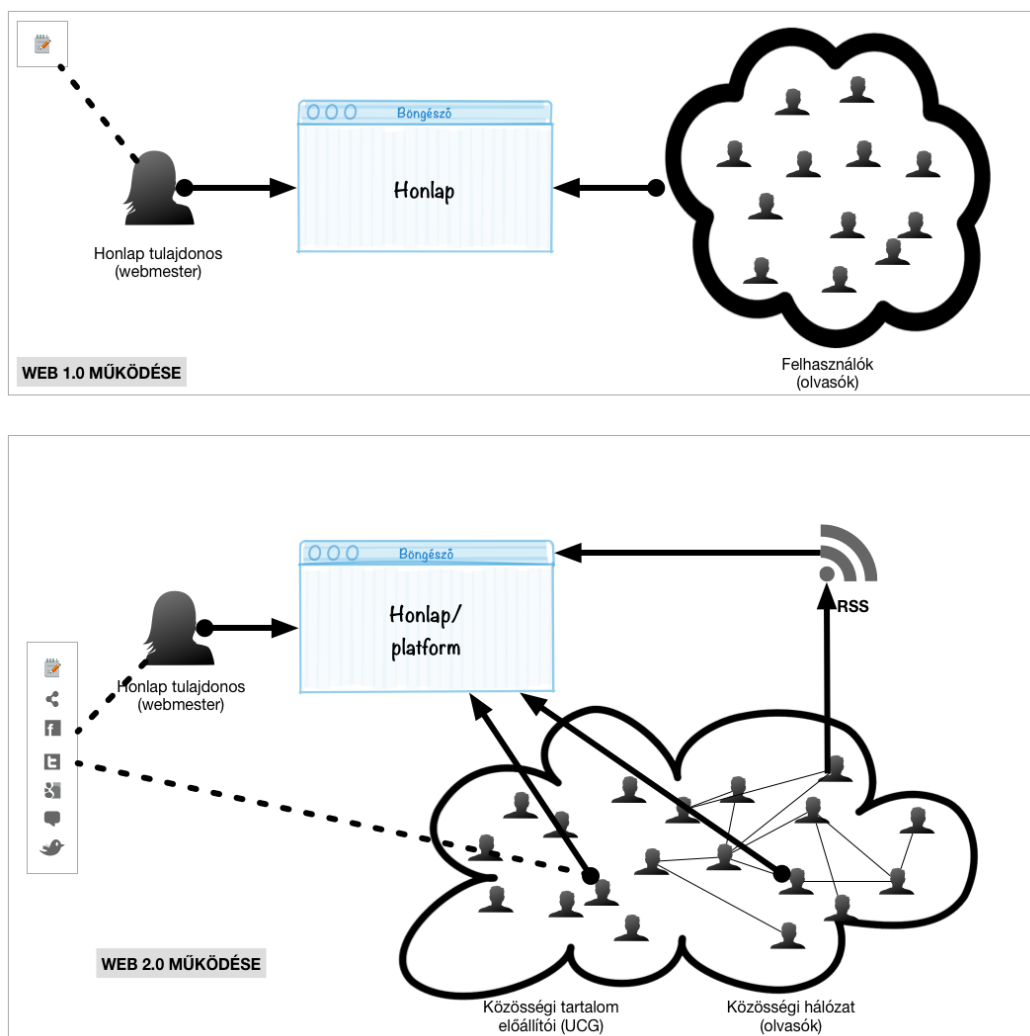 Böngésző
Honlap
Honlap tulajdonos
(webmester)
Felhasználók
(olvasók)
WEB 1.0 MŰKÖDÉSE
Böngésző
RSS
Honlap/
platform
Honlap tulajdonos
(webmester)
WEB 2.0 MŰKÖDÉSE
Közösségi tartalom
előállítói (UCG)
Közösségi hálózat
(olvasók)